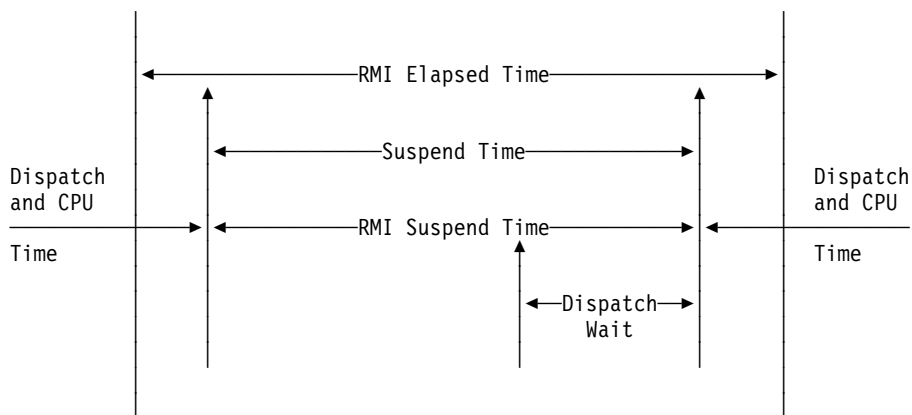 RMI Elapsed Time
Suspend Time
Dispatch
and CPU
Time
RMI Suspend Time
Dispatch
and CPU
Time
Dispatch
Wait